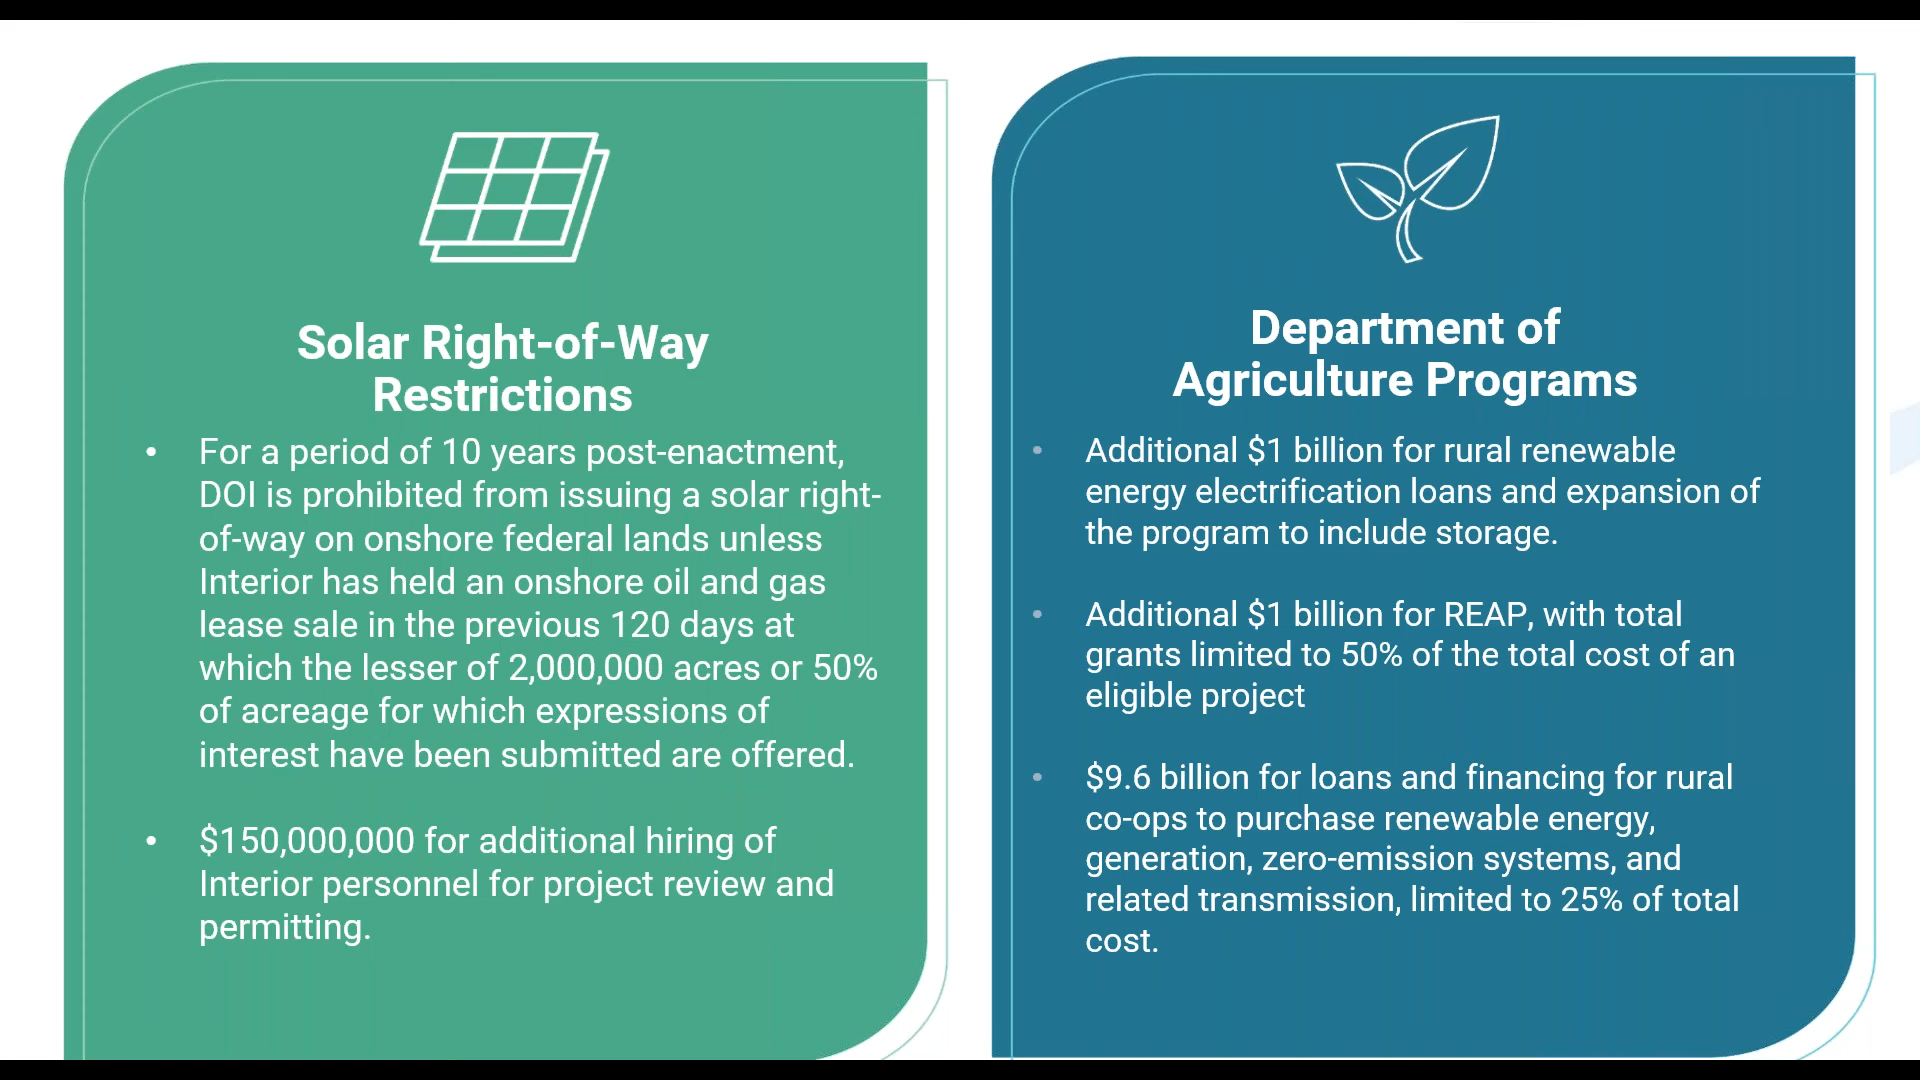 Solar Right-of-Way
Restrictions
• For a period of 10 years post-enactment,
DOI is prohibited from issuing a solar right-
of-way on onshore federal lands unless
Interior has held an onshore oil and gas
lease sale in the previous 120 days at
which the lesser of 2,000,000 acres or 50%
of acreage for which expressions of
interest have been submitted are offered.
• $150,000,000 for additional hiring of
Interior personnel for project review and
permitting.
Department of
Agriculture Programs
• Additional $1 billion for rural renewable
energy electrification loans and expansion of
the program to include storage.
• Additional $1 billion for REAP, with total
grants limited to 50% of the total cost of an
eligible project
• $9.6 billion for loans and financing for rural
co-ops to purchase renewable energy,
generation, zero-emission systems, and
related transmission, limited to 25% of total
cost.